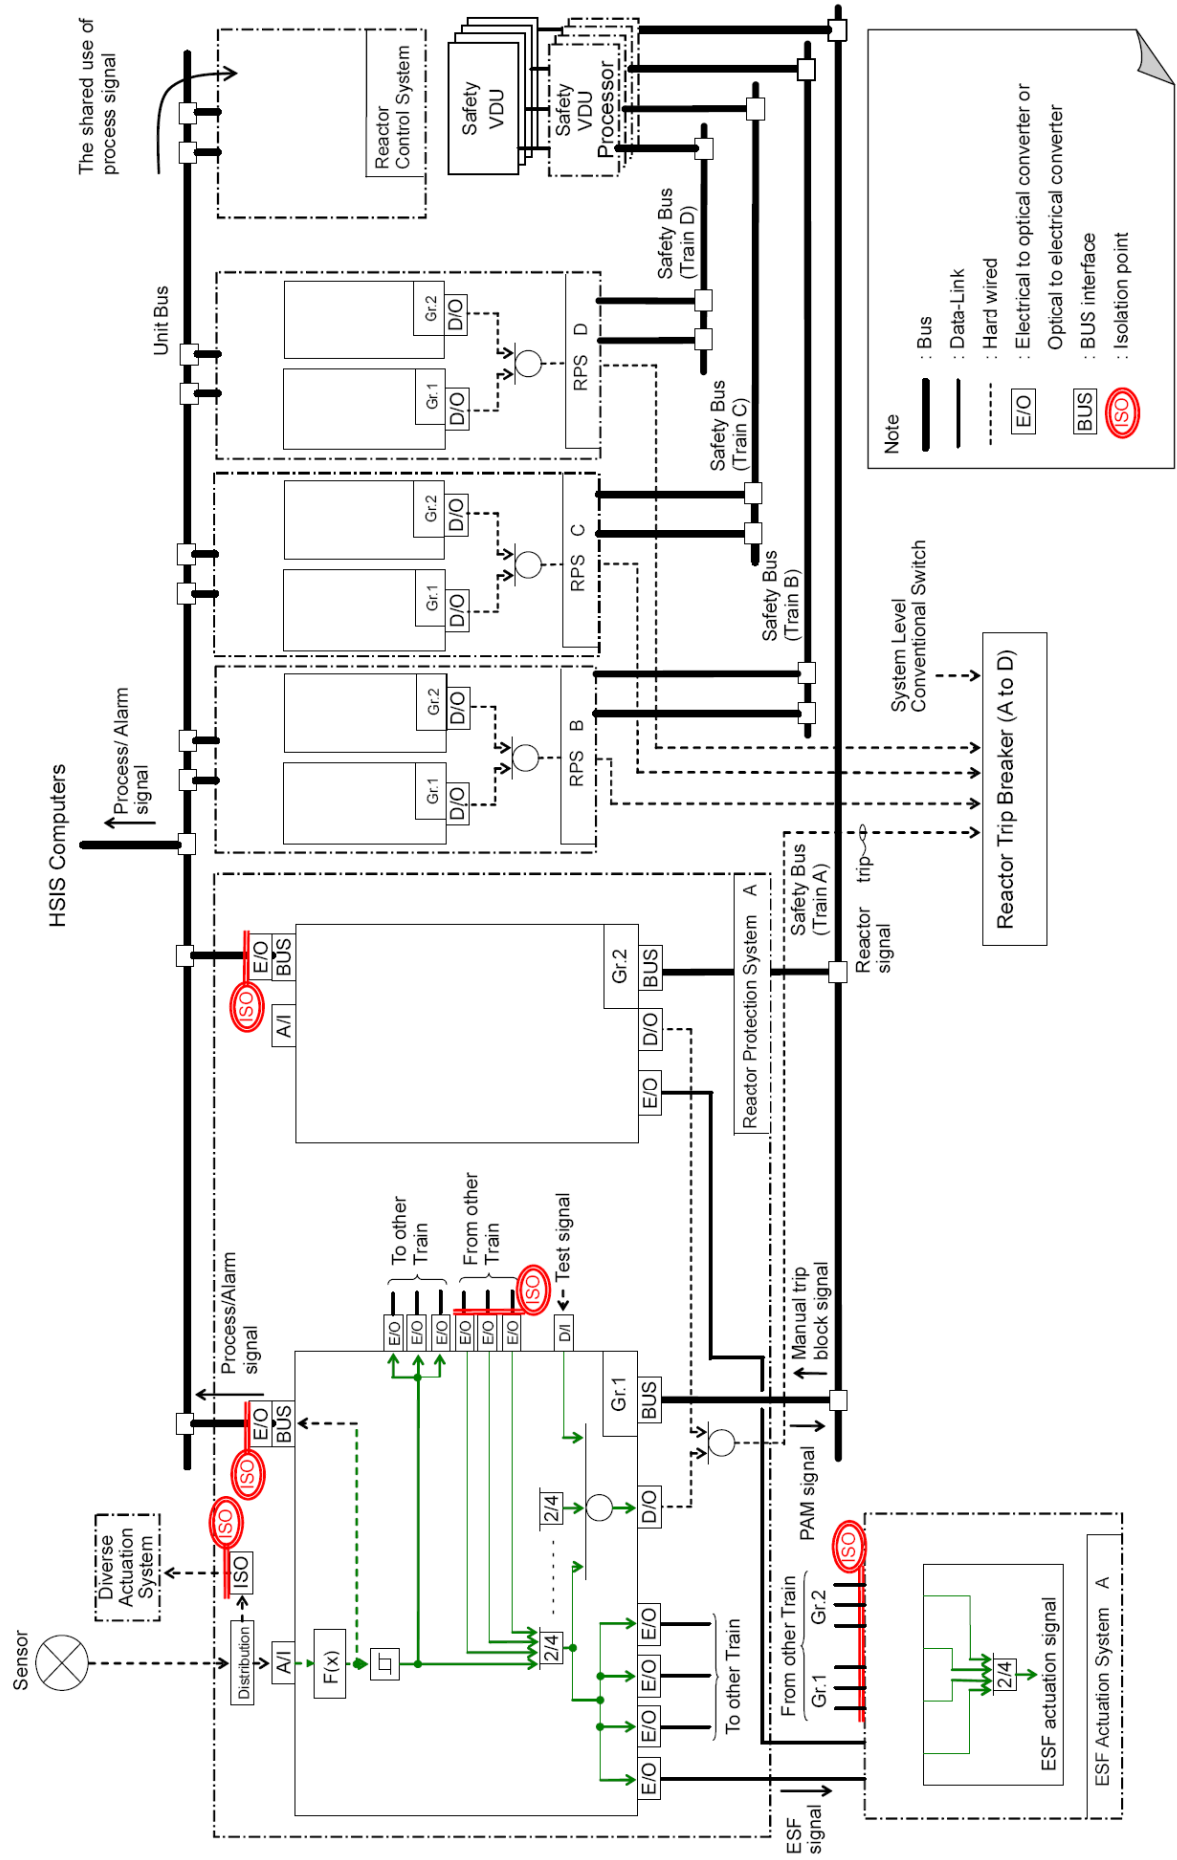 Sensor
Distribution
ISO
ISO
Diverse
Actuation
System
HSIS Computers
Process/ Alarm
signal
Unit Bus
The shared use of
process signal
Process/Alarm
signal
ISO
E/O
BUS
A/I
F(x)
2/4
2/4
E/O
E/O
E/O
To other
Train
E/O
E/O
E/O
From other
Train
ISO
D/I
Test signal
Gr.1
BUS
D/O
E/O
E/O
E/O
E/O
To other Train
ISO
E/O
BUS
A/I
Gr.2
BUS
D/O
E/O
Reactor Protection System A
Gr.1
D/O
Gr.2
D/O
RPS B
Gr.1
D/O
Gr.2
D/O
RPS C
Gr.1
D/O
Gr.2
D/O
RPS D
Reactor
Control System
Safety
VDU
Safety
VDU
Processor
Safety Bus
(Train D)
Safety Bus
(Train C)
Safety Bus
(Train B)
Safety Bus
(Train A)
Manual trip
block signal
PAM signal
Reactor trip
signal
System Level
Conventional Switch
Reactor Trip Breaker (A to D)
ESF
signal
From other Train
Gr.1
Gr.2
ISO
2/4
ESF actuation signal
ESF Actuation System A
Note
: Bus
: Data-Link
: Hard wired
E/O : Electrical to optical converter or
Optical to electrical converter
BUS : BUS interface
ISO : Isolation point